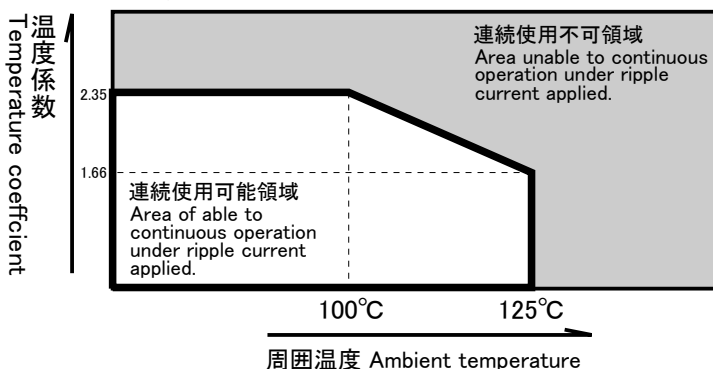 温度係数
Temperature coeffcient
連続使用不可領域
Area unable to continuous
operation under ripple
current applied.
2.35
1.66
連続使用可能領域
Area of able to
continuous operation
under ripple current
applied.
100℃
125℃
周囲温度 Ambient temperature